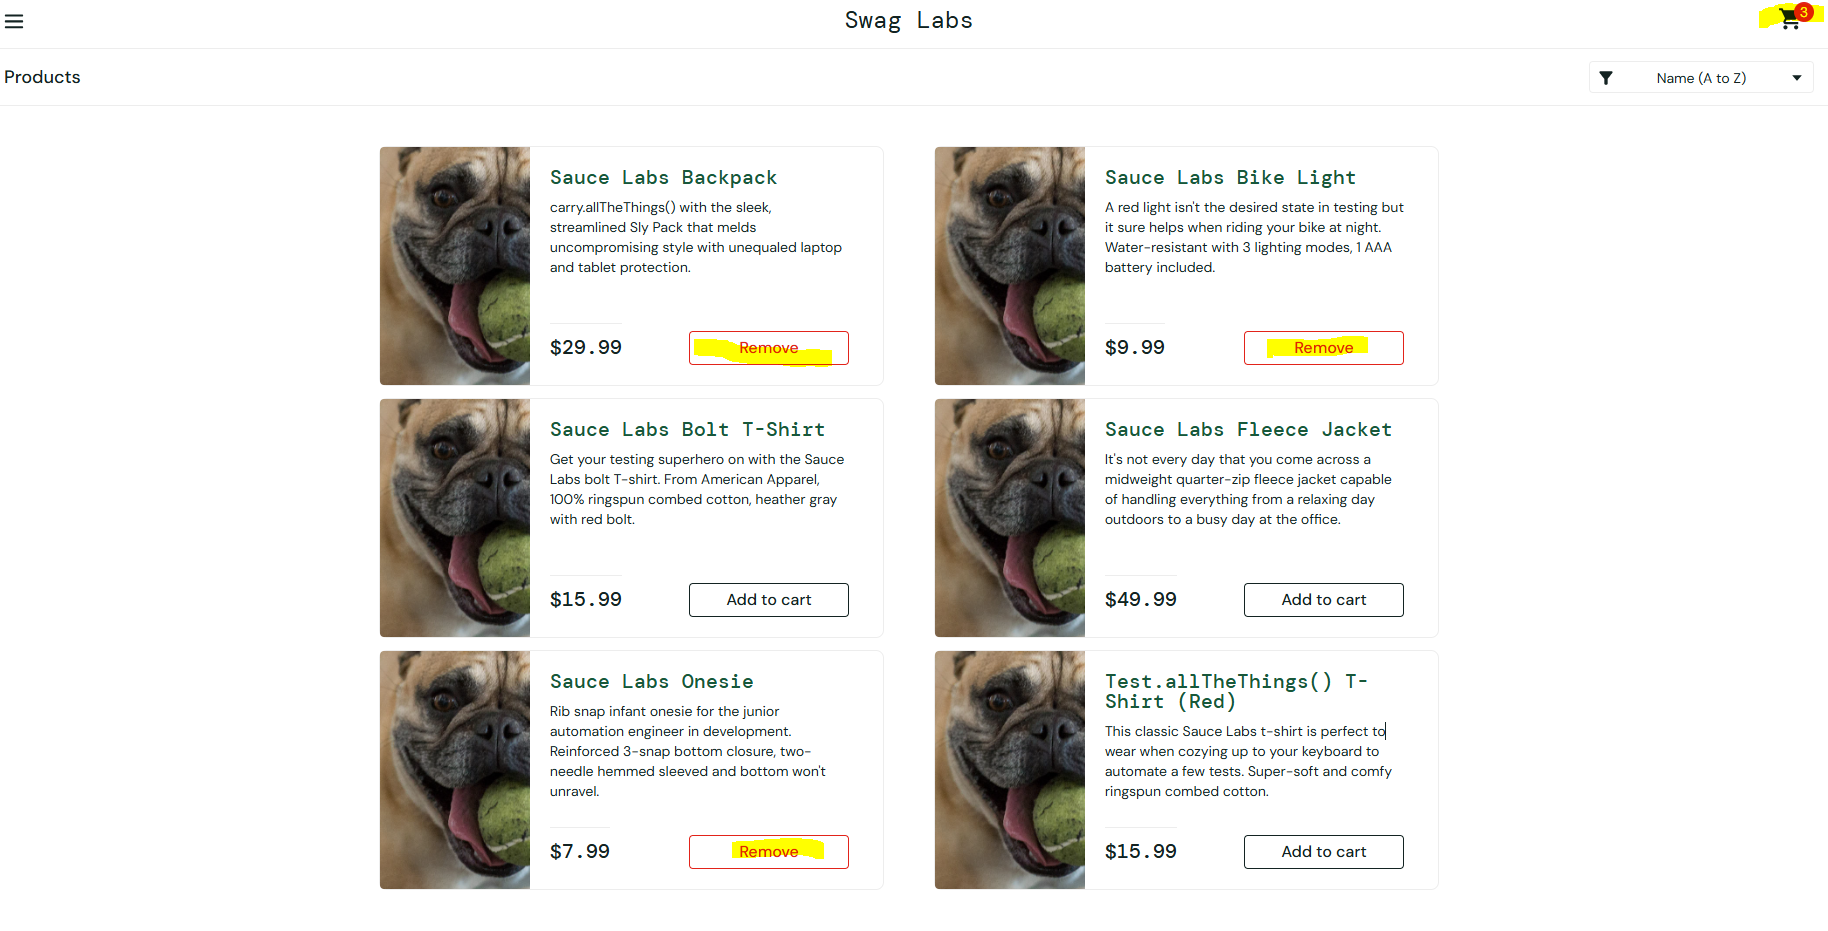 Swag Labs
3
Products
Name (A to Z)
Sauce Labs Backpack
carry.allTheThings() with the sleek,
streamlined Sly Pack that melds
uncompromising style with unequaled laptop
and tablet protection.
$29.99
Remove
Sauce Labs Bike Light
A red light isn't the desired state in testing but
it sure helps when riding your bike at night.
Water-resistant with 3 lighting modes, 1 AAA
battery included.
$9.99
Remove
Sauce Labs Bolt T-Shirt
Get your testing superhero on with the Sauce
Labs bolt T-shirt. From American Apparel,
100% ringspun combed cotton, heather gray
with red bolt.
$15.99
Add to cart
Sauce Labs Fleece Jacket
It's not every day that you come across a
midweight quarter-zip fleece jacket capable
of handling everything from a relaxing day
outdoors to a busy day at the office.
$49.99
Add to cart
Sauce Labs Onesie
Rib snap infant onesie for the junior
automation engineer in development.
Reinforced 3-snap bottom closure, two-
needle hemmed sleeved and bottom won't
unravel.
$7.99
Remove
Test.allTheThings() T-
Shirt (Red)
This classic Sauce Labs t-shirt is perfect to
wear when cozying up to your keyboard to
automate a few tests. Super-soft and comfy
ringspun combed cotton.
$15.99
Add to cart